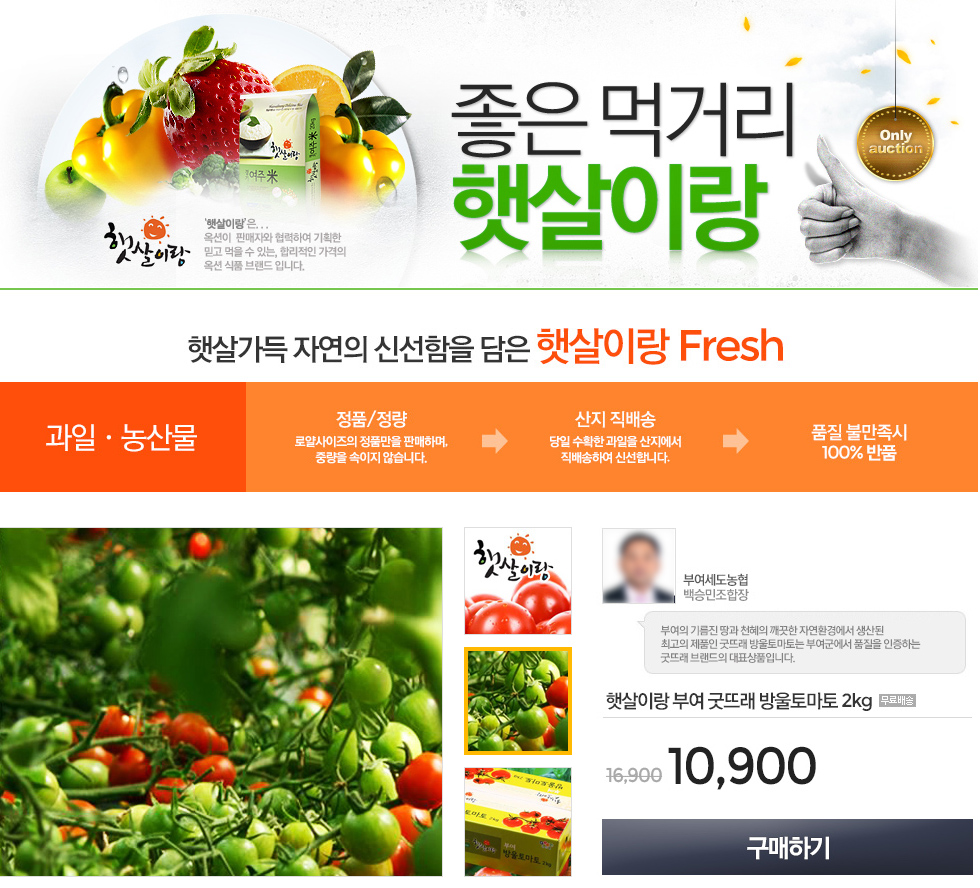 좋은 먹거리
햇살이랑
Only
auction
햇살이랑
'햇살이랑'은...
옥션이 판매자와 협력하여 기획한
믿고 먹을 수 있는, 합리적인 가격의
옥션 식품 브랜드 입니다.
햇살가득 자연의 신선함을 담은 햇살이랑 Fresh
과일 · 농산물
정품/정량
로얄사이즈의 정품만을 판매하며,
중량을 속이지 않습니다.
산지 직배송
당일 수확한 과일을 산지에서
직배송하여 신선합니다.
품질 불만족시
100% 반품
햇살이랑
부여세도농협
백승민조합장
부여의 기름진 땅과 천혜의 깨끗한 자연환경에서 생산된
최고의 제품인 굿뜨래 방울토마토는 부여군에서 품질을 인증하는
굿뜨래 브랜드의 대표상품입니다.
햇살이랑 부여 굿뜨래 방울토마토 2kg 무료배송
16,900 10,900
토마토 2kg
부여
방울토마토 2kg
구매하기